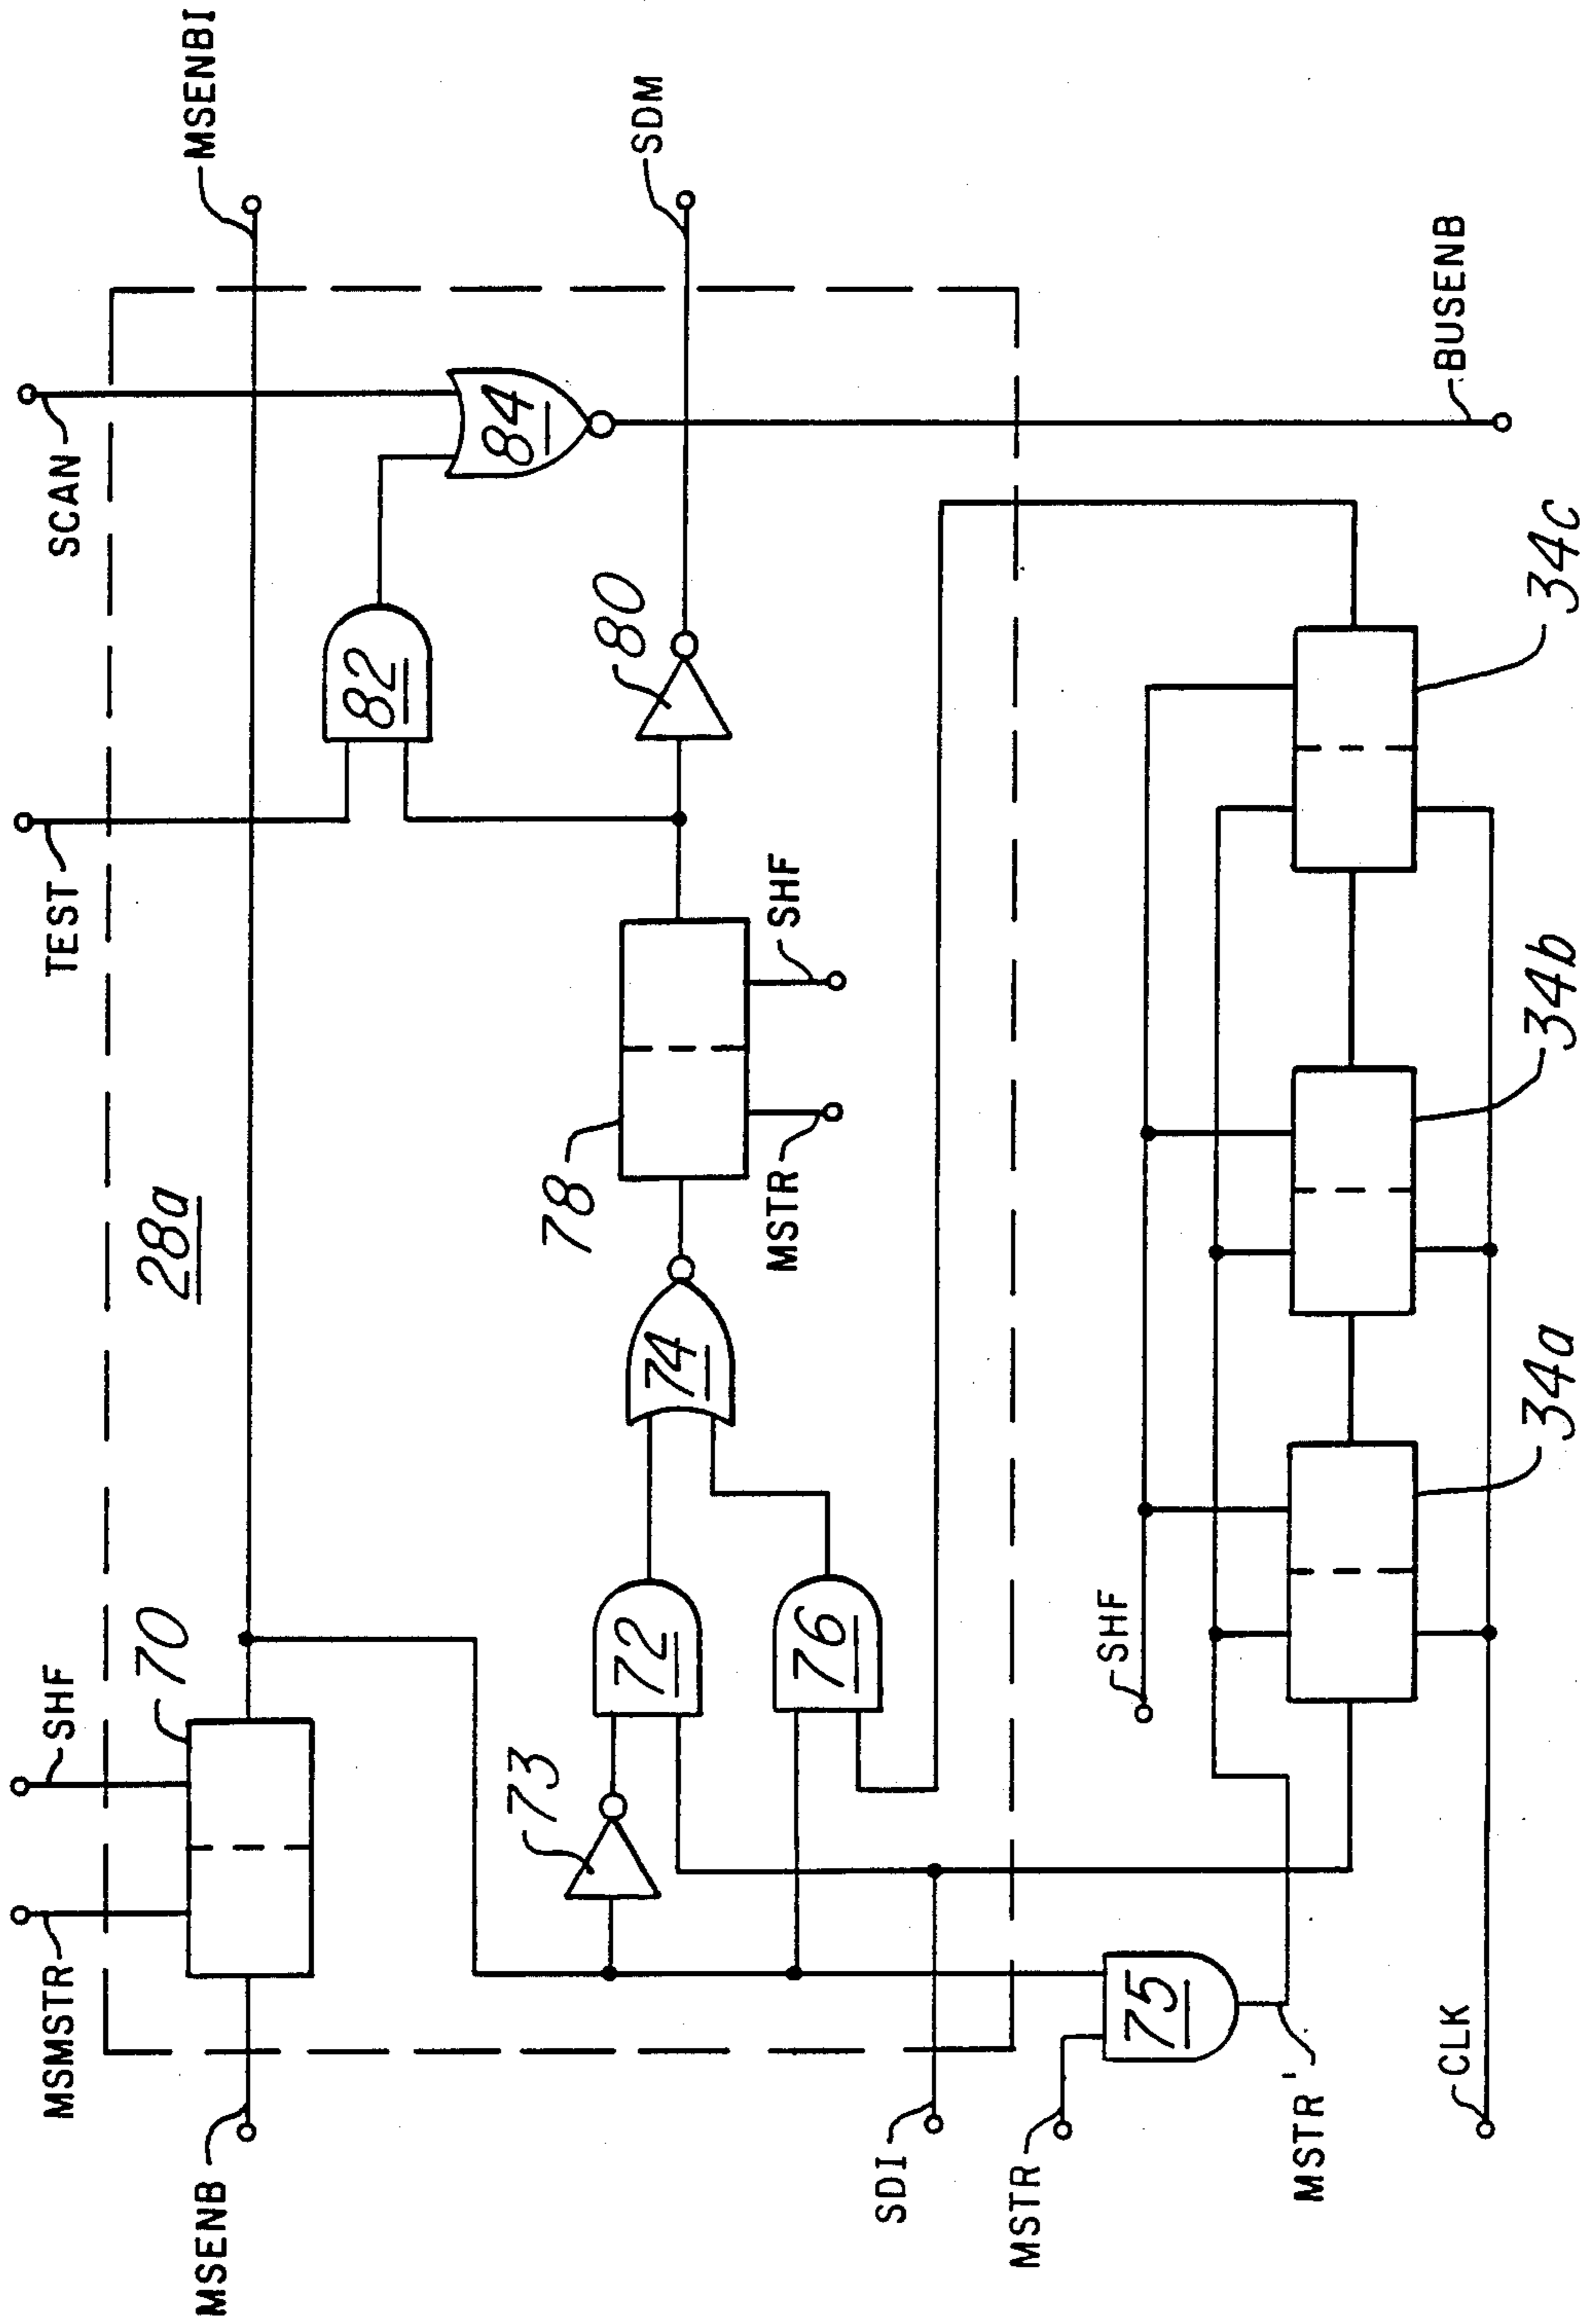 MSMSTR
SHF
TEST
SCAN
MSENB
70
28a
MSENBI
82
84
73
72
74
78
80
SDM
76
MSTR
SHF
SDI
MSTR
75
MSTR'
SHF
BUSENB
CLK
34a
34b
34c